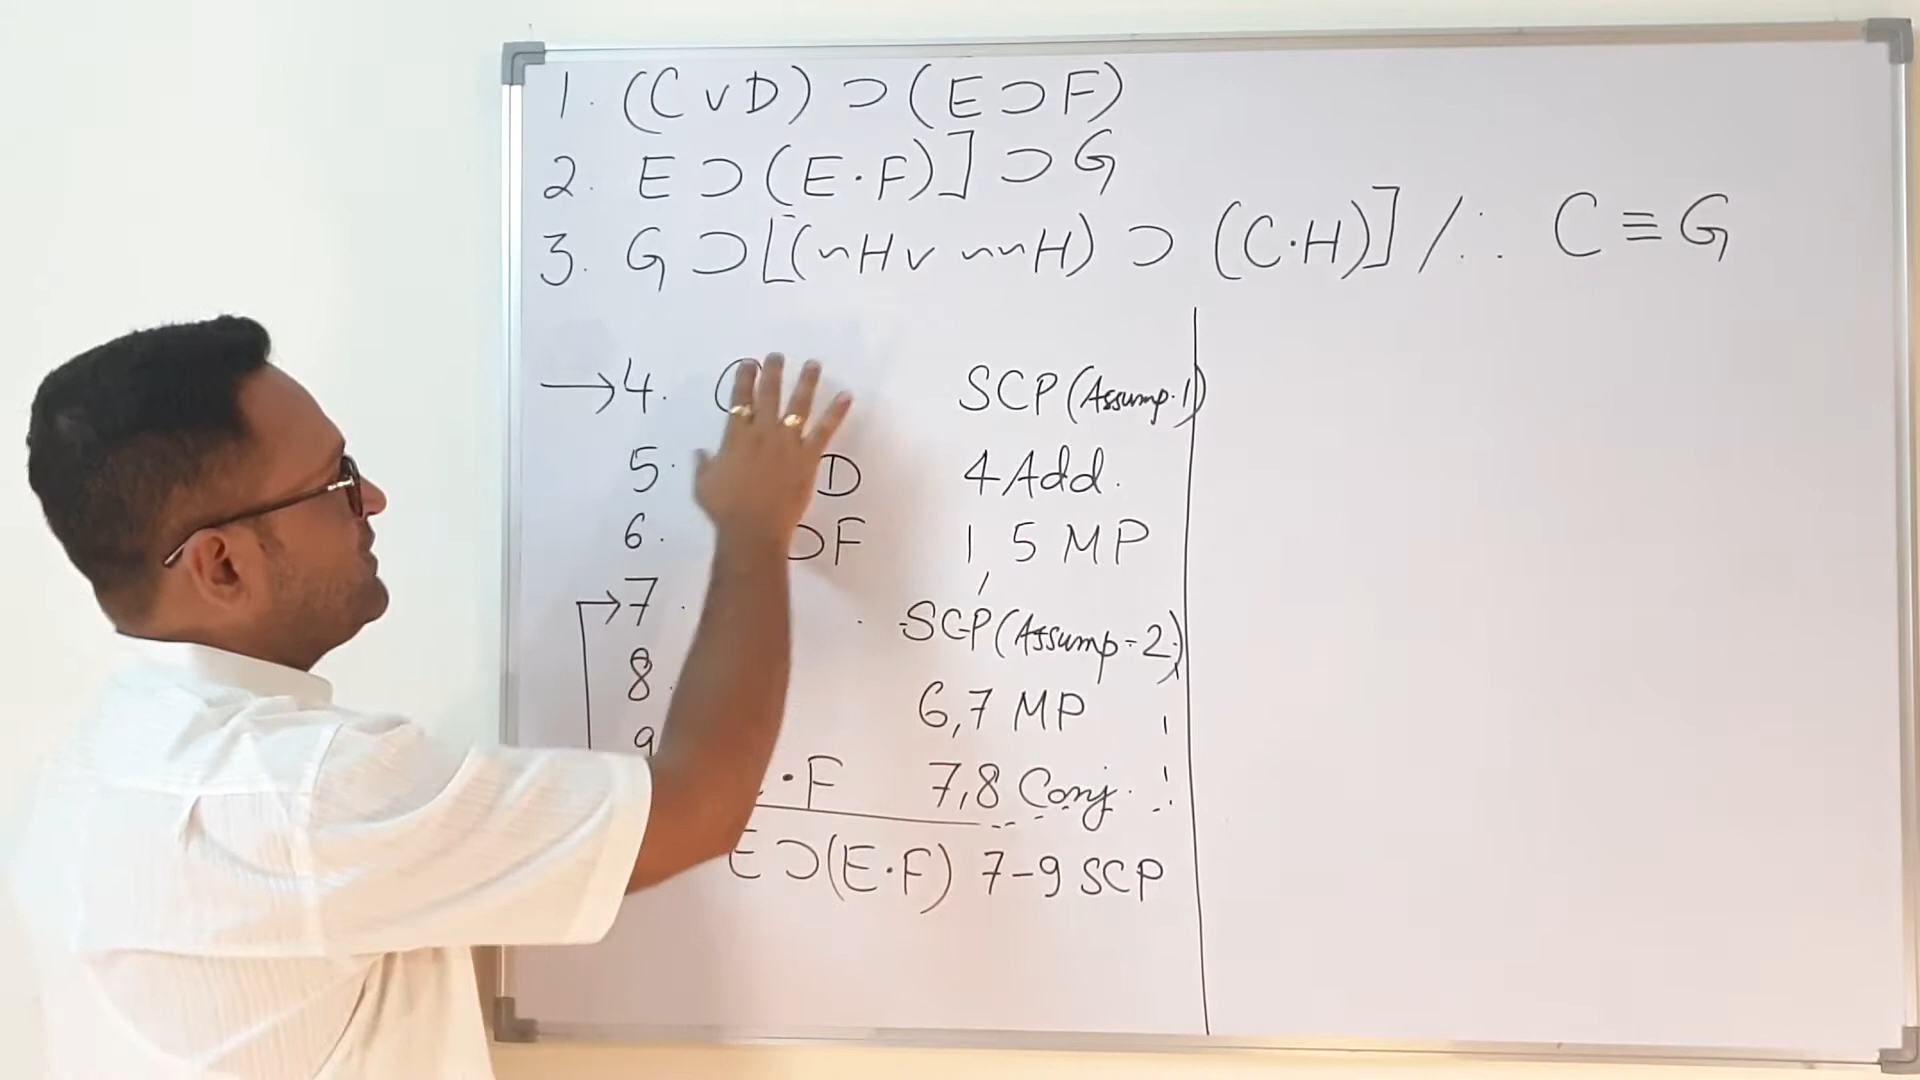 1. (C v D) ⊃ (E ⊃ F)
2. E ⊃ (E · F)] ⊃ G
3. G ⊃ [(~H v ~~H) ⊃ (C·H)] /∴ C ≡ G
→4. SCP (Assump. 1)
5. D 4 Add.
6. ⊃F 1, 5 MP
→7. SCP (Assump-2)
8. 6,7 MP
9 ·F 7,8 Conj.
E ⊃ (E·F) 7-9 SCP